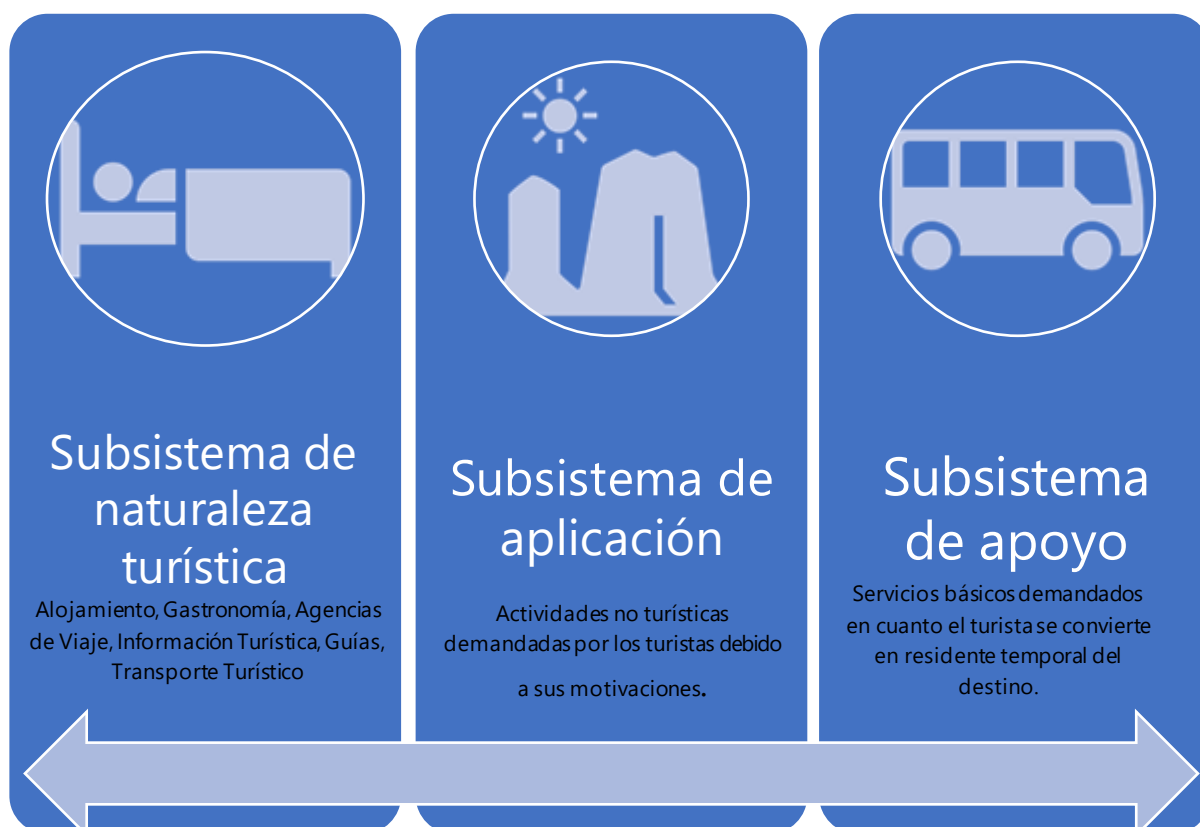 Subsistema de
naturaleza
turística
Alojamiento, Gastronomía, Agencias
de Viaje, Información Turística, Guías,
Transporte Turístico
Subsistema de
aplicación
Actividades no turísticas
demandadas por los turistas debido
a sus motivaciones.
Subsistema
de apoyo
Servicios básicos demandados
en cuanto el turista se convierte
en residente temporal del
destino.